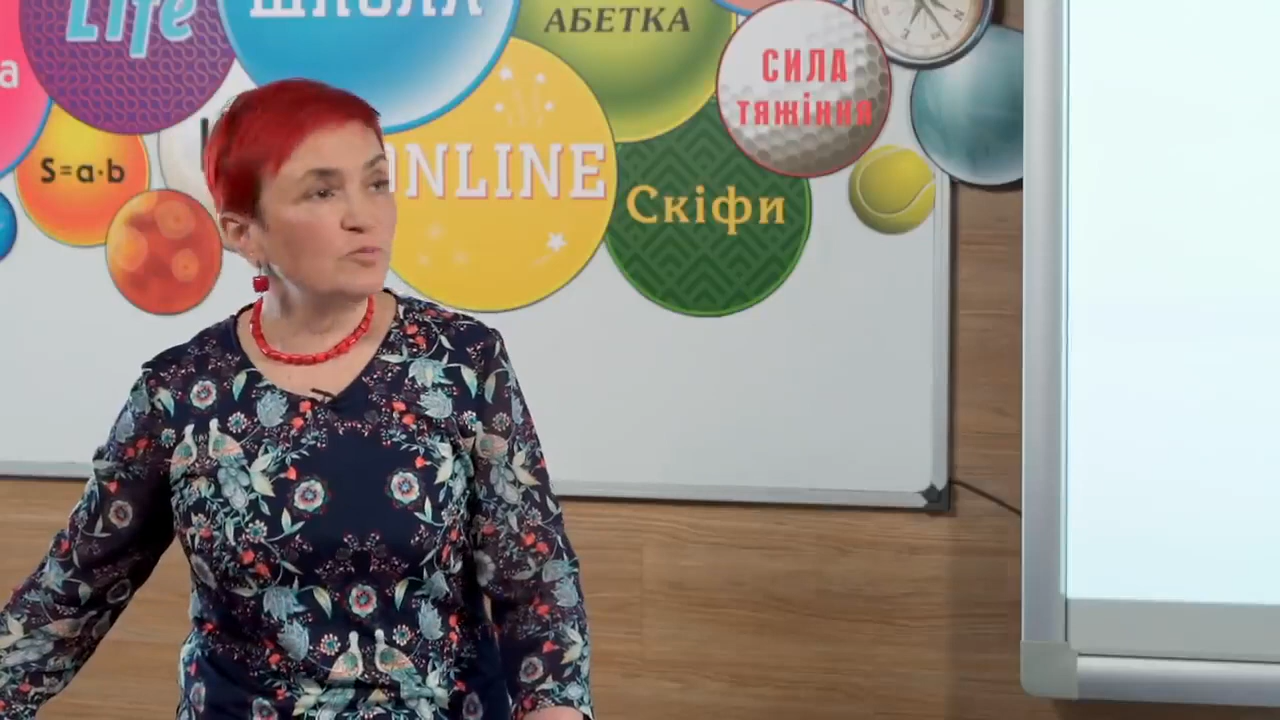 Life
ШКОЛА
АБЕТКА
СИЛА
тяжіння
а
S=a·b
ONLINE
Скіфи
N